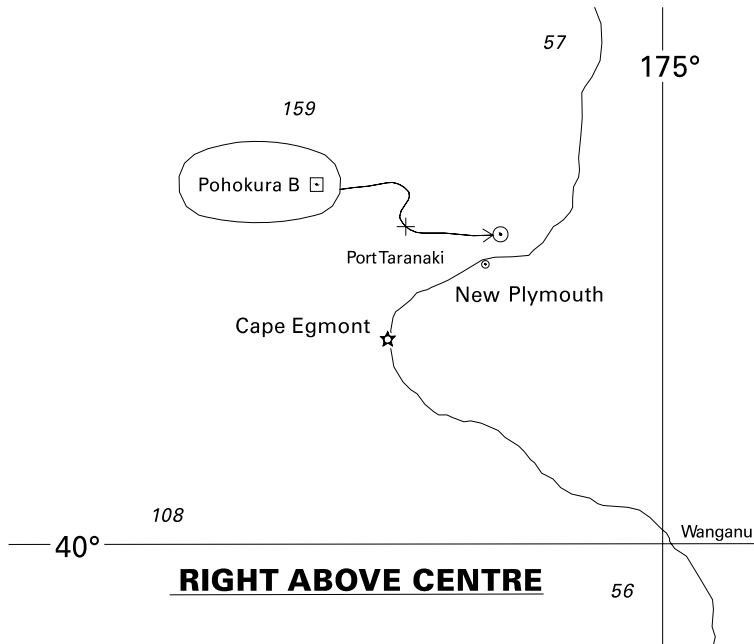 57
175°
159
Pohokura B
Port Taranaki
New Plymouth
Cape Egmont
108
Wanganu
40°
RIGHT ABOVE CENTRE
56